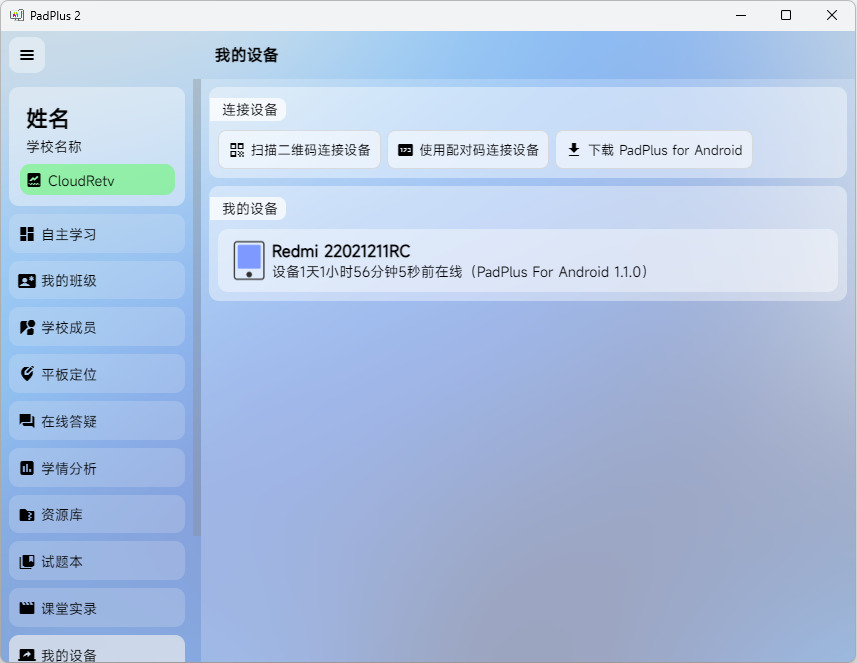 PadPlus 2
我的设备
姓名
学校名称
CloudRetv
自主学习
我的班级
学校成员
平板定位
在线答疑
学情分析
资源库
试题本
课堂实录
我的设备
连接设备
扫描二维码连接设备
使用配对码连接设备
下载 PadPlus for Android
我的设备
Redmi 22021211RC
设备1天1小时56分钟5秒前在线（PadPlus For Android 1.1.0）